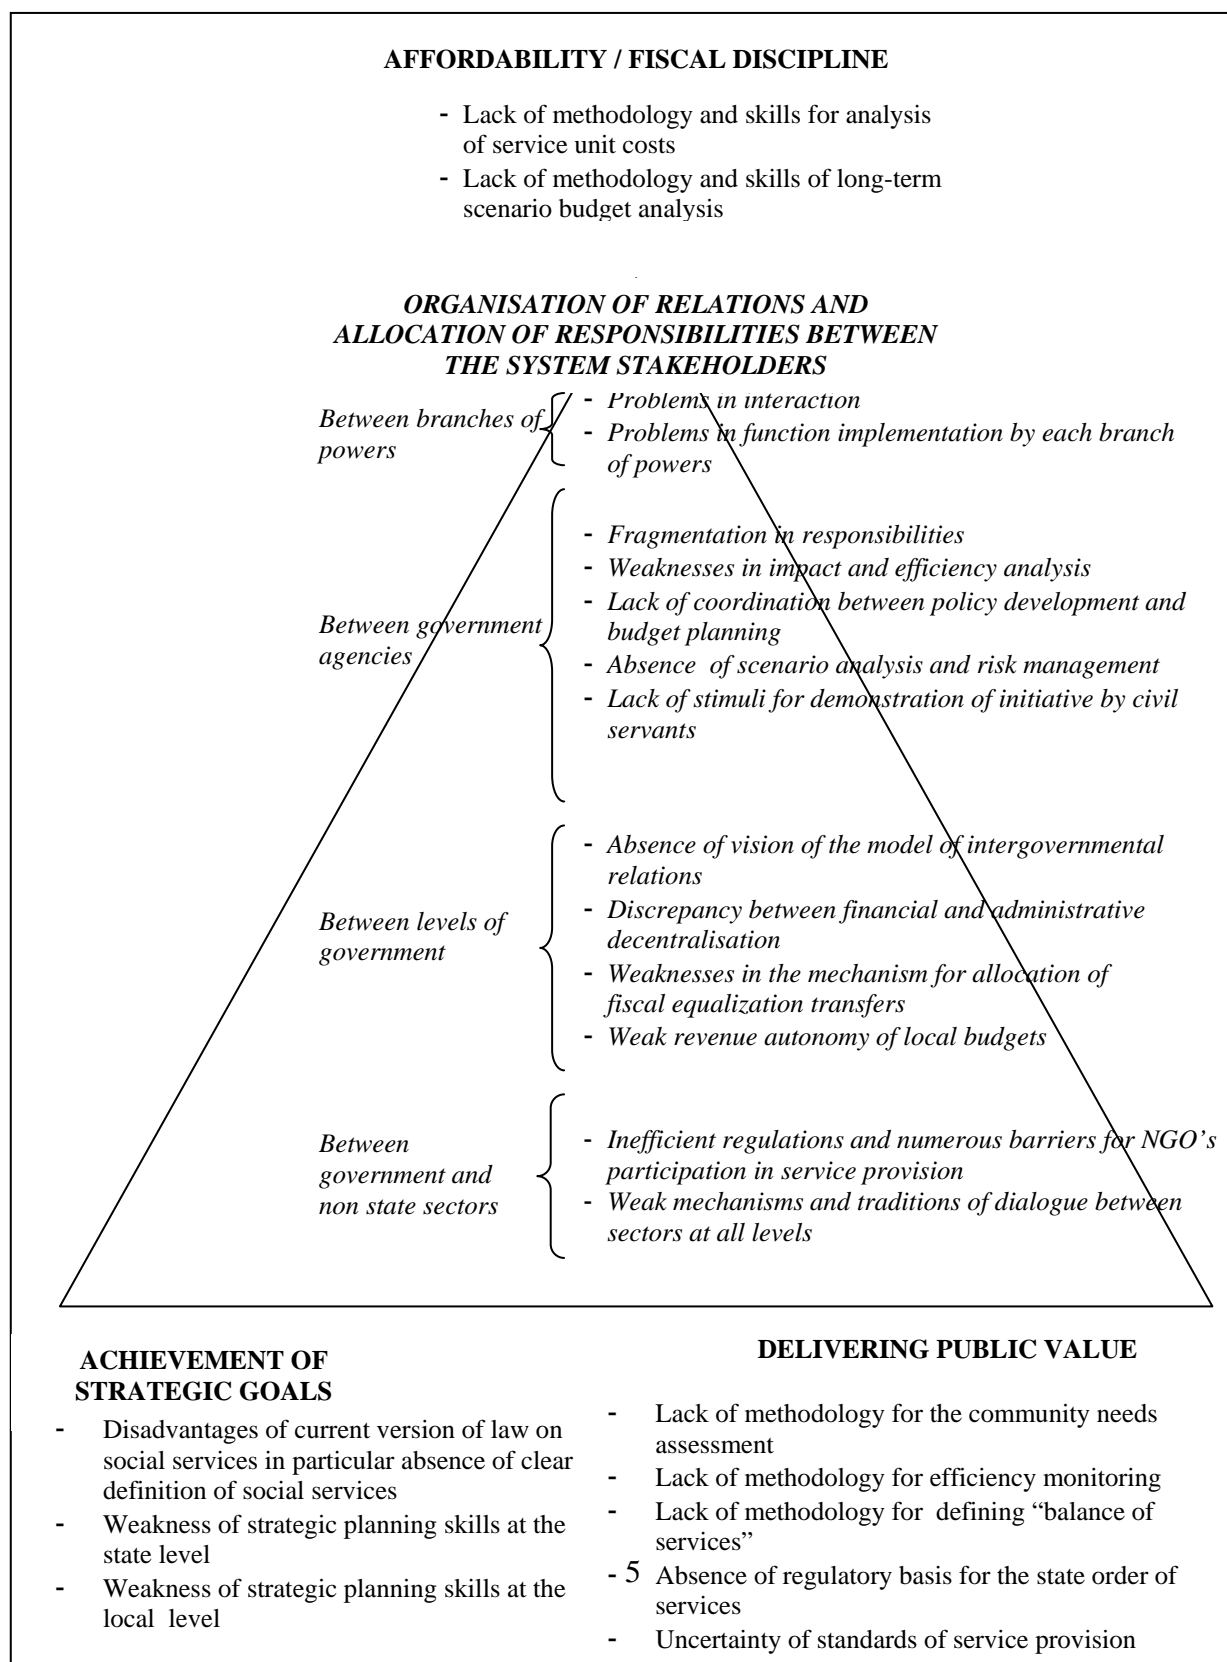 AFFORDABILITY / FISCAL DISCIPLINE
- Lack of methodology and skills for analysis
of service unit costs
- Lack of methodology and skills of long-term
scenario budget analysis
ORGANISATION OF RELATIONS AND
ALLOCATION OF RESPONSIBILITIES BETWEEN
THE SYSTEM STAKEHOLDERS
Between branches of
powers
- Problems in interaction
- Problems in function implementation by each branch
of powers
Between government
agencies
- Fragmentation in responsibilities
- Weaknesses in impact and efficiency analysis
- Lack of coordination between policy development and
budget planning
- Absence of scenario analysis and risk management
- Lack of stimuli for demonstration of initiative by civil
servants
Between levels of
government
- Absence of vision of the model of intergovernmental
relations
- Discrepancy between financial and administrative
decentralisation
- Weaknesses in the mechanism for allocation of
fiscal equalization transfers
- Weak revenue autonomy of local budgets
Between
government and
non state sectors
- Inefficient regulations and numerous barriers for NGO's
participation in service provision
- Weak mechanisms and traditions of dialogue between
sectors at all levels
ACHIEVEMENT OF
STRATEGIC GOALS
- Disadvantages of current version of law on
social services in particular absence of clear
definition of social services
- Weakness of strategic planning skills at the
state level
- Weakness of strategic planning skills at the
local level
DELIVERING PUBLIC VALUE
- Lack of methodology for the community needs
assessment
- Lack of methodology for efficiency monitoring
- Lack of methodology for defining “balance of
services”
- 5 Absence of regulatory basis for the state order of
services
- Uncertainty of standards of service provision